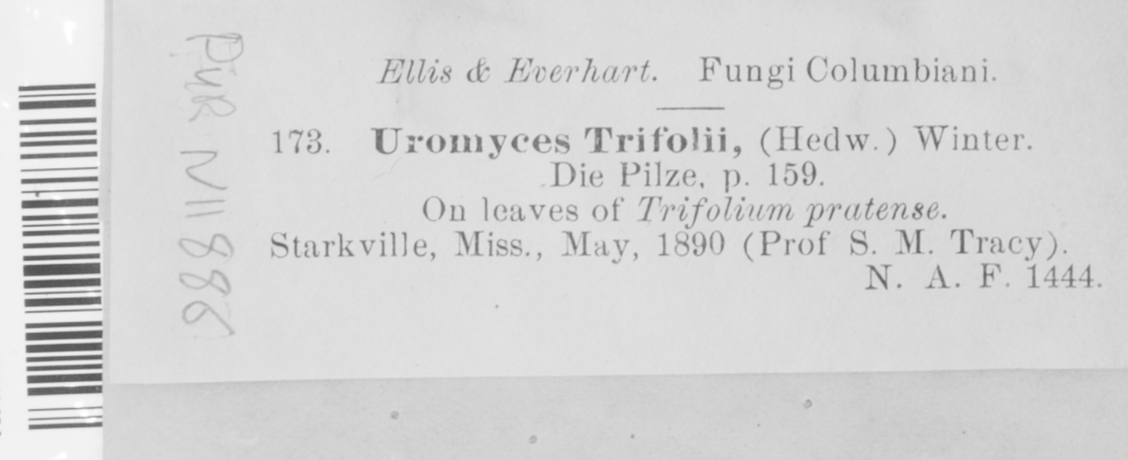 Ellis & Everhart. Fungi Columbiani.
173. Uromyces Trifolii, (Hedw.) Winter.
Die Pilze, p. 159.
On leaves of Trifolium pratense.
Starkville, Miss., May, 1890 (Prof S. M. Tracy).
N. A. F. 1444.
PUR N11886